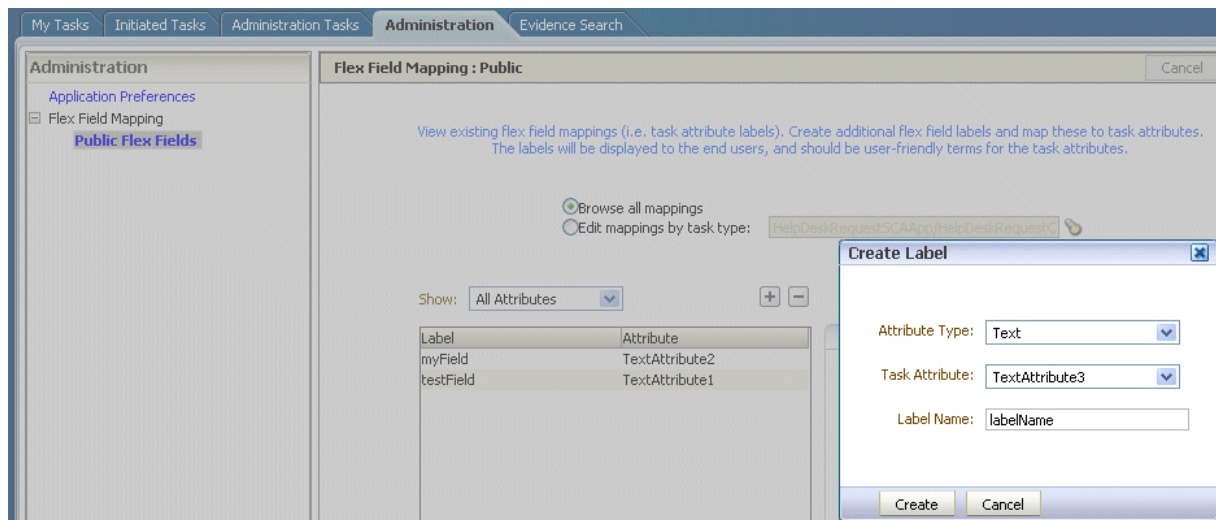 My Tasks Initiated Tasks Administration Tasks Administration Evidence Search
Administration
Application Preferences
Flex Field Mapping
Public Flex Fields
Flex Field Mapping : Public Cancel
View existing flex field mappings (i.e. task attribute labels). Create additional flex field labels and map these to task attributes.
The labels will be displayed to the end users, and should be user-friendly terms for the task attributes.
Browse all mappings
Edit mappings by task type: HelpDeskRequestSCAApp/HelpDeskRequestC
Show: All Attributes
Label Attribute
myField TextAttribute2
testField TextAttribute1
Create Label
Attribute Type: Text
Task Attribute: TextAttribute3
Label Name: labelName
Create Cancel